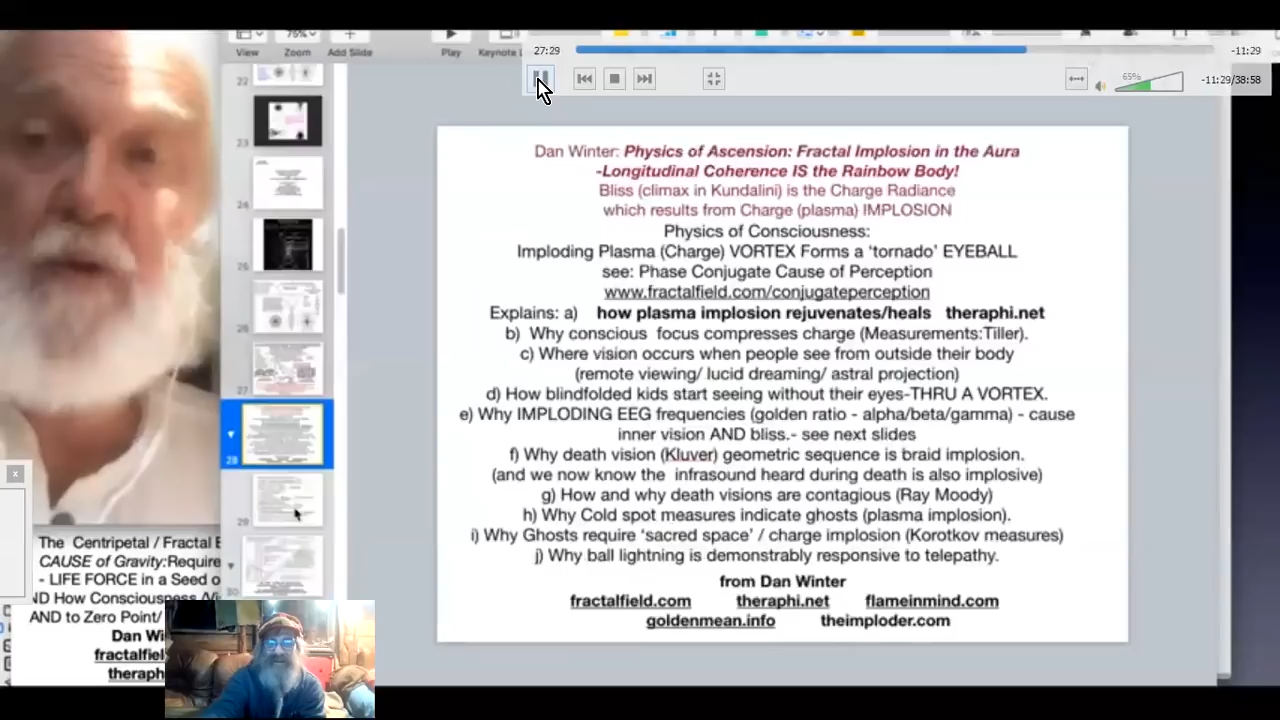 75%
View
Zoom
Add Slide
Play
27:29
-11:29
65%
-11:29/38:58
22
23
24
27
28
29
30
Dan Winter: Physics of Ascension: Fractal Implosion in the Aura
-Longitudinal Coherence IS the Rainbow Body!
Bliss (climax in Kundalini) is the Charge Radiance
which results from Charge (plasma) IMPLOSION
Physics of Consciousness:
Imploding Plasma (Charge) VORTEX Forms a ‘tornado’ EYEBALL
see: Phase Conjugate Cause of Perception
www.fractalfield.com/conjugateperception
Explains: a) how plasma implosion rejuvenates/heals theraphi.net
b) Why conscious focus compresses charge (Measurements:Tiller).
c) Where vision occurs when people see from outside their body
(remote viewing/ lucid dreaming/ astral projection)
d) How blindfolded kids start seeing without their eyes-THRU A VORTEX.
e) Why IMPLODING EEG frequencies (golden ratio - alpha/beta/gamma) - cause
inner vision AND bliss.- see next slides
f) Why death vision (Kluver) geometric sequence is braid implosion.
(and we now know the infrasound heard during death is also implosive)
g) How and why death visions are contagious (Ray Moody)
h) Why Cold spot measures indicate ghosts (plasma implosion).
i) Why Ghosts require ‘sacred space’ / charge implosion (Korotkov measures)
j) Why ball lightning is demonstrably responsive to telepathy.
from Dan Winter
fractalfield.com theraphi.net flameinmind.com
goldenmean.info theimploder.com
The Centripetal / Fractal
CAUSE of Gravity:Require
- LIFE FORCE in a Seed o
ND How Consciousness
AND to Zero Point/
Dan Wi
fractalfiel
theraph